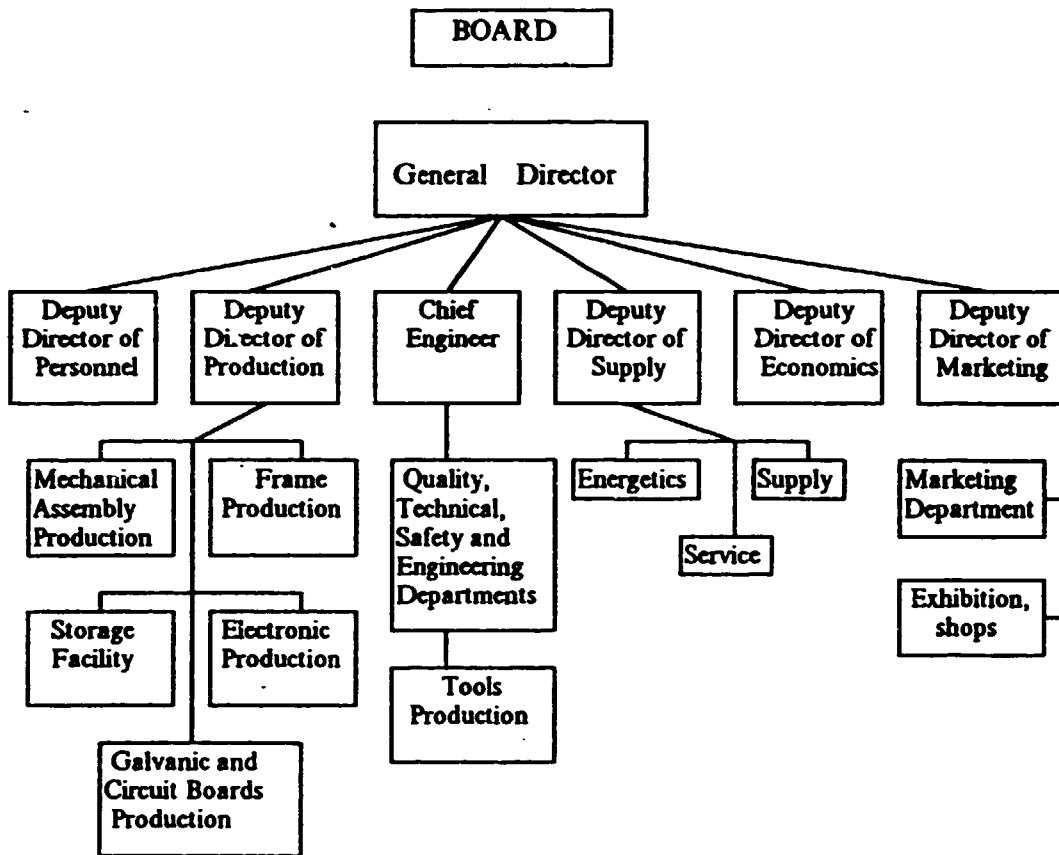 BOARD
General Director
Deputy
Director of
Personnel
Deputy
Director of
Production
Chief
Engineer
Deputy
Director of
Supply
Deputy
Director of
Economics
Deputy
Director of
Marketing
Mechanical
Assembly
Production
Frame
Production
Quality,
Technical,
Safety and
Engineering
Departments
Energetics
Supply
Service
Marketing
Department
Exhibition,
shops
Storage
Facility
Electronic
Production
Tools
Production
Galvanic and
Circuit Boards
Production